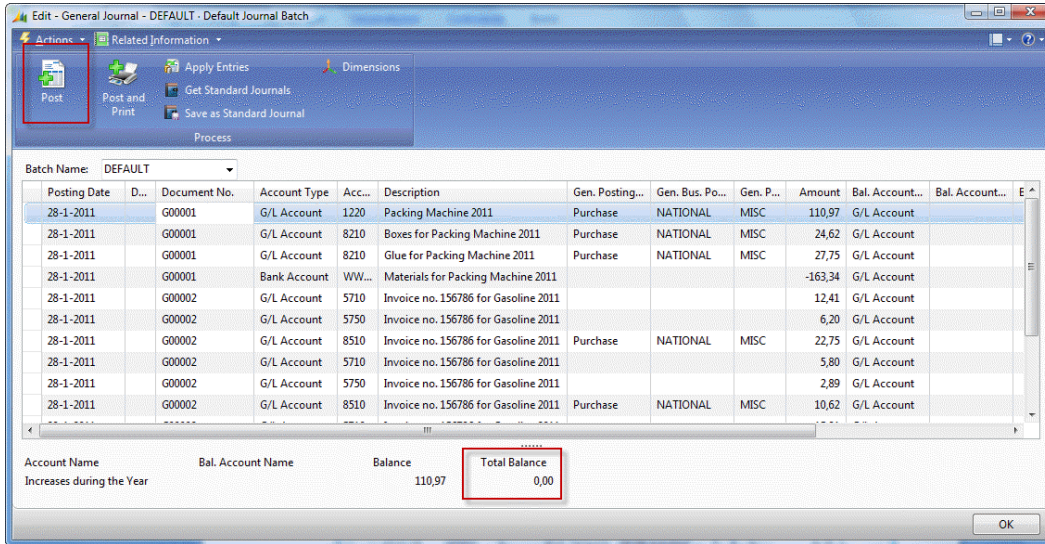 Edit - General Journal - DEFAULT · Default Journal Batch
Actions Related Information
Post
Post and Print
Apply Entries
Get Standard Journals
Save as Standard Journal
Dimensions
Process
Batch Name: DEFAULT
Posting Date D... Document No. Account Type Acc... Description Gen. Posting... Gen. Bus. Po... Gen. P... Amount Bal. Account... Bal. Account... E
28-1-2011 G00001 G/L Account 1220 Packing Machine 2011 Purchase NATIONAL MISC 110,97 G/L Account
28-1-2011 G00001 G/L Account 8210 Boxes for Packing Machine 2011 Purchase NATIONAL MISC 24,62 G/L Account
28-1-2011 G00001 G/L Account 8210 Glue for Packing Machine 2011 Purchase NATIONAL MISC 27,75 G/L Account
28-1-2011 G00001 Bank Account WW... Materials for Packing Machine 2011 -163,34 G/L Account
28-1-2011 G00002 G/L Account 5710 Invoice no. 156786 for Gasoline 2011 12,41 G/L Account
28-1-2011 G00002 G/L Account 5750 Invoice no. 156786 for Gasoline 2011 6,20 G/L Account
28-1-2011 G00002 G/L Account 8510 Invoice no. 156786 for Gasoline 2011 Purchase NATIONAL MISC 22,75 G/L Account
28-1-2011 G00002 G/L Account 5710 Invoice no. 156786 for Gasoline 2011 5,80 G/L Account
28-1-2011 G00002 G/L Account 5750 Invoice no. 156786 for Gasoline 2011 2,89 G/L Account
28-1-2011 G00002 G/L Account 8510 Invoice no. 156786 for Gasoline 2011 Purchase NATIONAL MISC 10,62 G/L Account
Account Name Bal. Account Name Balance Total Balance
Increases during the Year 110,97 0,00
OK